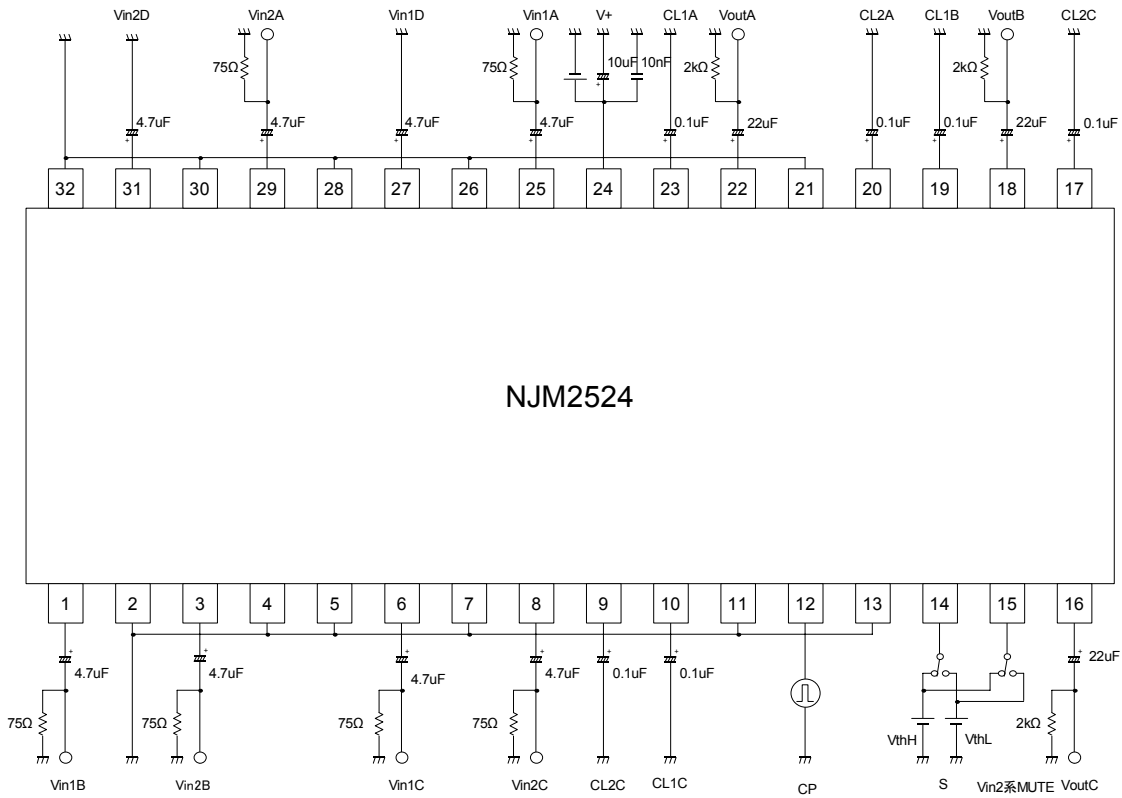 Vin2D Vin2A Vin1D Vin1A V+ CL1A VoutA CL2A CL1B VoutB CL2C
75Ω 75Ω 10uF 10nF 2kΩ 2kΩ
4.7uF 4.7uF 4.7uF 4.7uF 0.1uF 22uF 0.1uF 0.1uF 22uF 0.1uF
+ + + + + + + + + + +
32 31 30 29 28 27 26 25 24 23 22 21 20 19 18 17
NJM2524
1 2 3 4 5 6 7 8 9 10 11 12 13 14 15 16
+ + + + + + +
4.7uF 4.7uF 4.7uF 4.7uF 0.1uF 0.1uF 22uF
75Ω 75Ω 75Ω 2kΩ
VthH VthL
Vin1B Vin2B Vin1C Vin2C CL2C CL1C CP S Vin2系MUTE VoutC